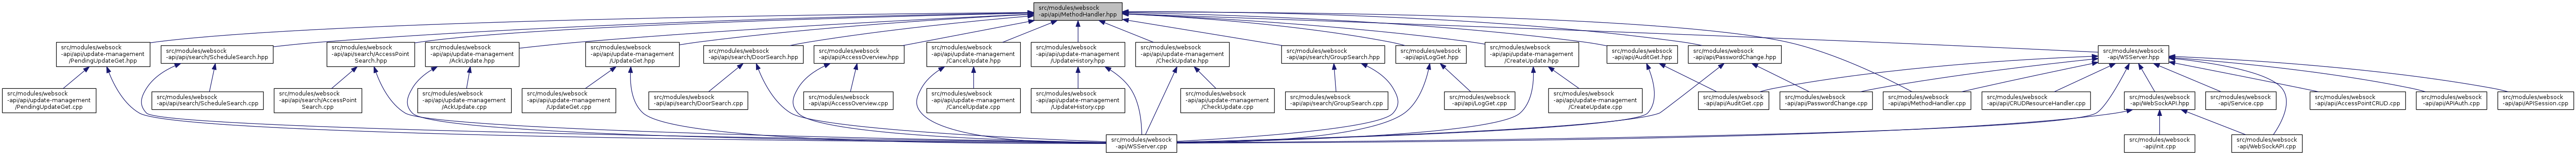 src/modules/websock
-api/api/MethodHandler.hpp
src/modules/websock
-api/api/update-management
/PendingUpdateGet.hpp
src/modules/websock
-api/api/search/ScheduleSearch.hpp
src/modules/websock
-api/api/search/AccessPoint
Search.hpp
src/modules/websock
-api/api/update-management
/AckUpdate.hpp
src/modules/websock
-api/api/update-management
/UpdateGet.hpp
src/modules/websock
-api/api/search/DoorSearch.hpp
src/modules/websock
-api/api/AccessOverview.hpp
src/modules/websock
-api/api/update-management
/CancelUpdate.hpp
src/modules/websock
-api/api/update-management
/UpdateHistory.hpp
src/modules/websock
-api/api/update-management
/CheckUpdate.hpp
src/modules/websock
-api/api/search/GroupSearch.hpp
src/modules/websock
-api/api/LogGet.hpp
src/modules/websock
-api/api/update-management
/CreateUpdate.hpp
src/modules/websock
-api/api/AuditGet.hpp
src/modules/websock
-api/api/PasswordChange.hpp
src/modules/websock
-api/WSServer.hpp
src/modules/websock
-api/api/update-management
/PendingUpdateGet.cpp
src/modules/websock
-api/api/search/ScheduleSearch.cpp
src/modules/websock
-api/api/search/AccessPoint
Search.cpp
src/modules/websock
-api/api/update-management
/AckUpdate.cpp
src/modules/websock
-api/api/update-management
/UpdateGet.cpp
src/modules/websock
-api/api/search/DoorSearch.cpp
src/modules/websock
-api/api/AccessOverview.cpp
src/modules/websock
-api/api/update-management
/CancelUpdate.cpp
src/modules/websock
-api/api/update-management
/UpdateHistory.cpp
src/modules/websock
-api/api/update-management
/CheckUpdate.cpp
src/modules/websock
-api/api/search/GroupSearch.cpp
src/modules/websock
-api/api/LogGet.cpp
src/modules/websock
-api/api/update-management
/CreateUpdate.cpp
src/modules/websock
-api/api/AuditGet.cpp
src/modules/websock
-api/api/PasswordChange.cpp
src/modules/websock
-api/api/MethodHandler.cpp
src/modules/websock
-api/api/CRUDResourceHandler.cpp
src/modules/websock
-api/WebSockAPI.hpp
src/modules/websock
-api/Service.cpp
src/modules/websock
-api/api/AccessPointCRUD.cpp
src/modules/websock
-api/APIAuth.cpp
src/modules/websock
-api/APISession.cpp
src/modules/websock
-api/WSServer.cpp
src/modules/websock
-api/init.cpp
src/modules/websock
-api/WebSockAPI.cpp